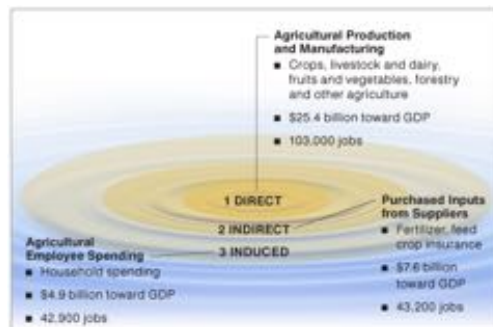 Agricultural Production
and Manufacturing
■ Crops, livestock and dairy,
fruits and vegetables, forestry
and other agriculture
■ $25.4 billion toward GDP
■ 103,000 jobs
1 DIRECT
2 INDIRECT
3 INDUCED
Purchased Inputs
from Suppliers
■ Fertilizer, feed
crop insurance
■ $7.6 billion
toward GDP
■ 43,200 jobs
Agricultural
Employee Spending
■ Household spending
■ $4.9 billion toward GDP
■ 42,900 jobs